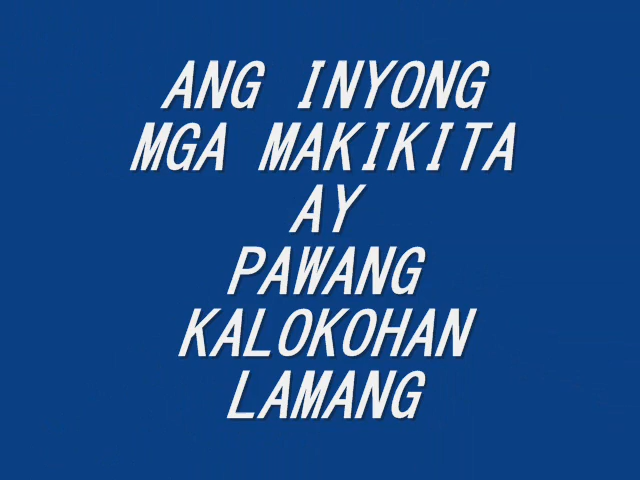 ANG INYONG
MGA MAKIKITA
AY
PAWANG
KALOKOHAN
LAMANG